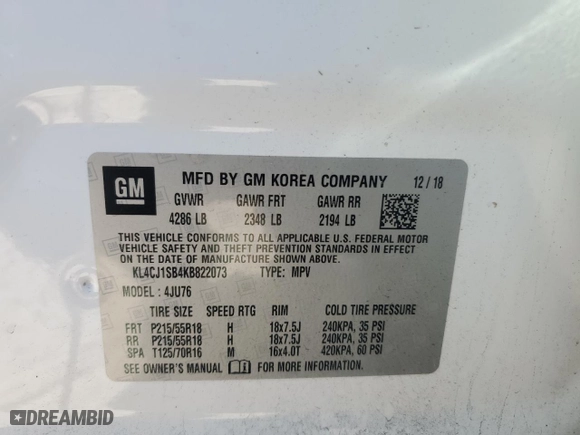 GM
MFD BY GM KOREA COMPANY 12 / 18
GVWR GAWR FRT GAWR RR
4286 LB 2348 LB 2194 LB
THIS VEHICLE CONFORMS TO ALL APPLICABLE U.S. FEDERAL MOTOR
VEHICLE SAFETY AND THEFT PREVENTION STANDARDS IN EFFECT ON
THE DATE OF MANUFACTURE SHOWN ABOVE.
KL4CJ1SB4KB822073 TYPE: MPV
MODEL : 4JU76
TIRE SIZE SPEED RTG RIM COLD TIRE PRESSURE
FRT P215/55R18 H 18x7.5J 240KPA, 35 PSI
RR P215/55R18 H 18x7.5J 240KPA, 35 PSI
SPA T125/70R16 M 16x4.0T 420KPA, 60 PSI
SEE OWNER'S MANUAL FOR MORE INFORMATION.
DREAMBID